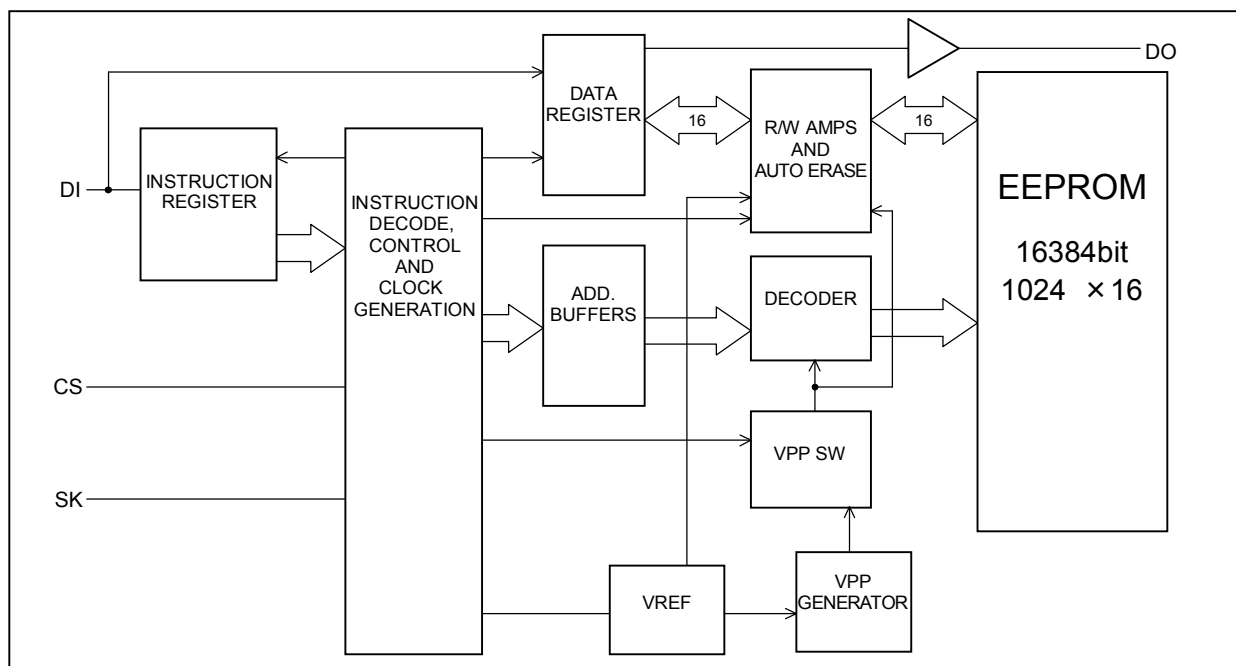 DO
DATA
REGISTER
16
R/W AMPS
AND
AUTO ERASE
16
EEPROM
16384bit
1024 ×16
DI
INSTRUCTION
REGISTER
INSTRUCTION
DECODE,
CONTROL
AND
CLOCK
GENERATION
ADD.
BUFFERS
DECODER
CS
VPP SW
SK
VREF
VPP
GENERATOR